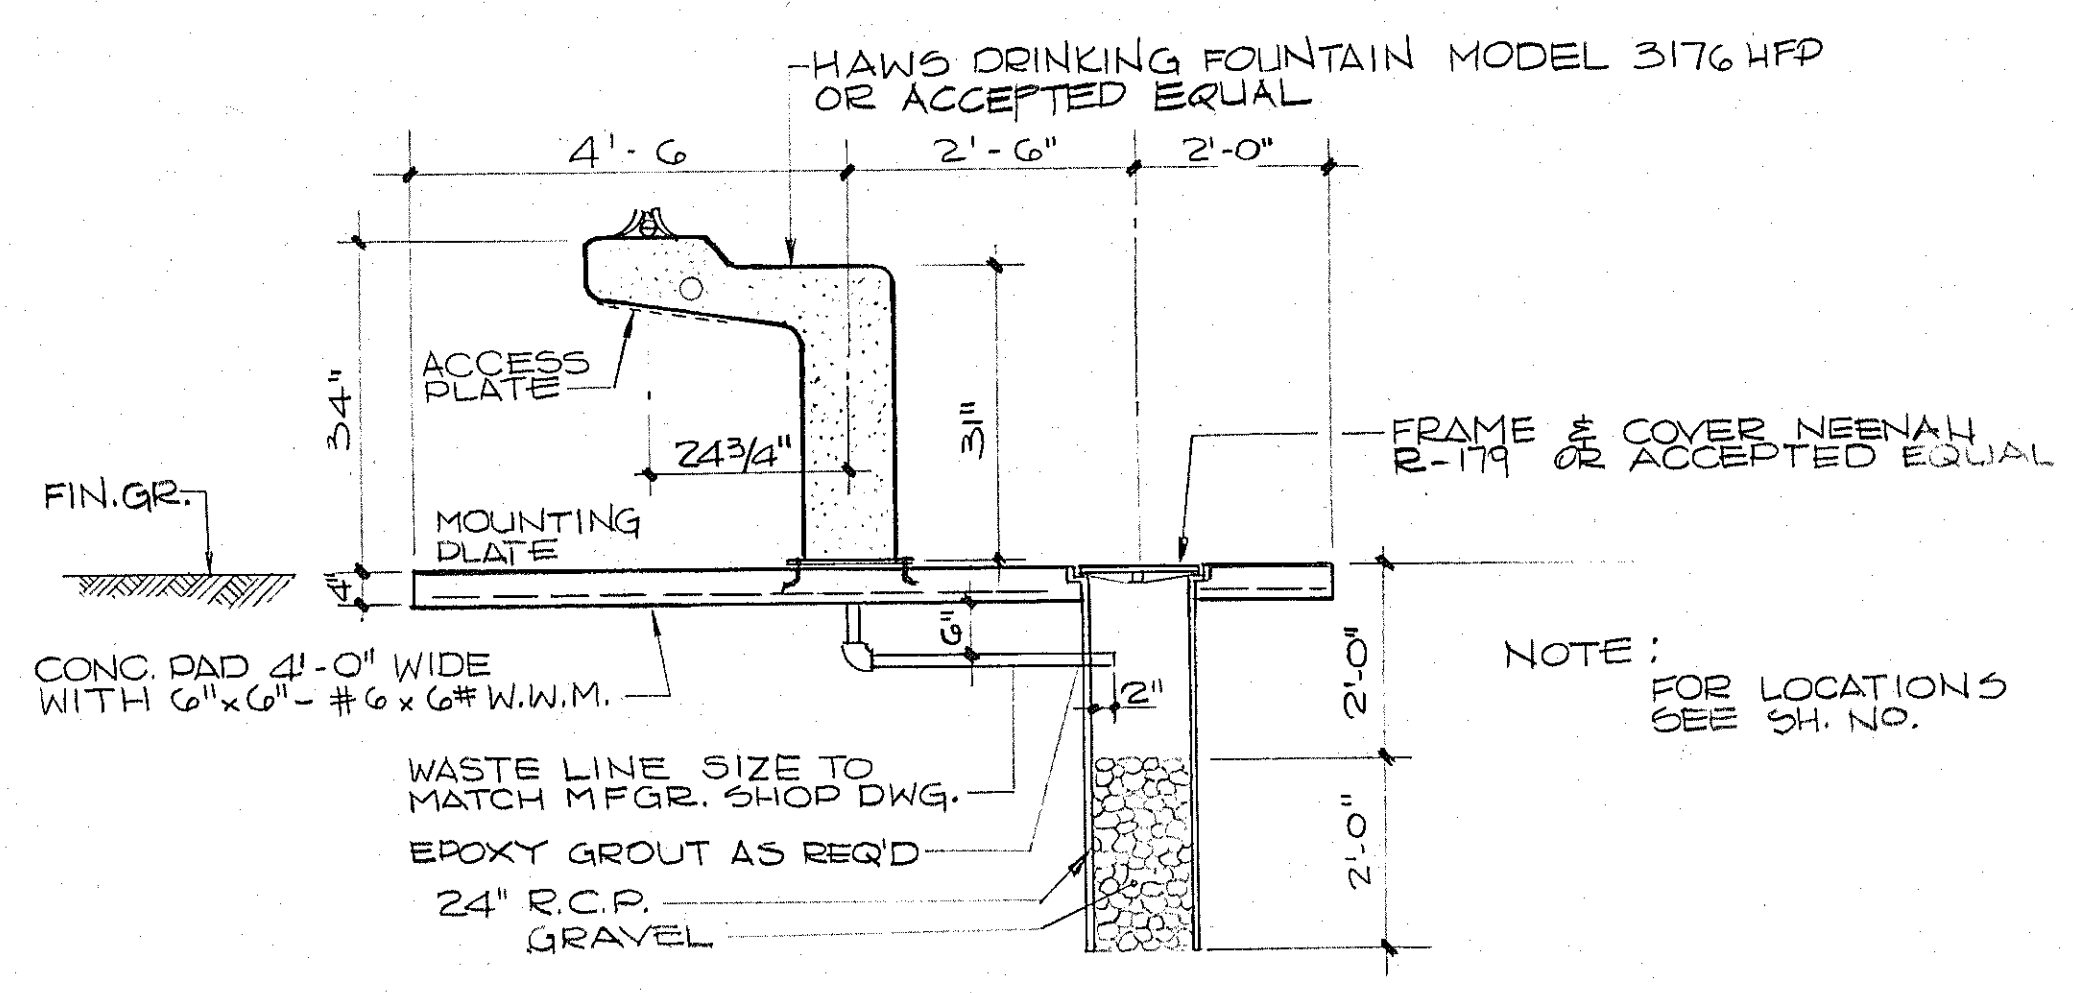 HAWS DRINKING FOUNTAIN MODEL 3176 HFP
OR ACCEPTED EQUAL
4'-6
2'-6"
2'-0"
ACCESS
PLATE
34"
24 3/4"
31"
FRAME & COVER NEENAH
R-179 OR ACCEPTED EQUAL
FIN. GR.
MOUNTING
PLATE
4"
6"
CONC. PAD 4'-0" WIDE
WITH 6"x6"- #6 x 6# W.W.M.
2"
2'-0"
NOTE:
FOR LOCATIONS
SEE SH. NO.
WASTE LINE SIZE TO
MATCH MFGR. SHOP DWG.
EPOXY GROUT AS REQ'D
2'-0"
24" R.C.P.
GRAVEL